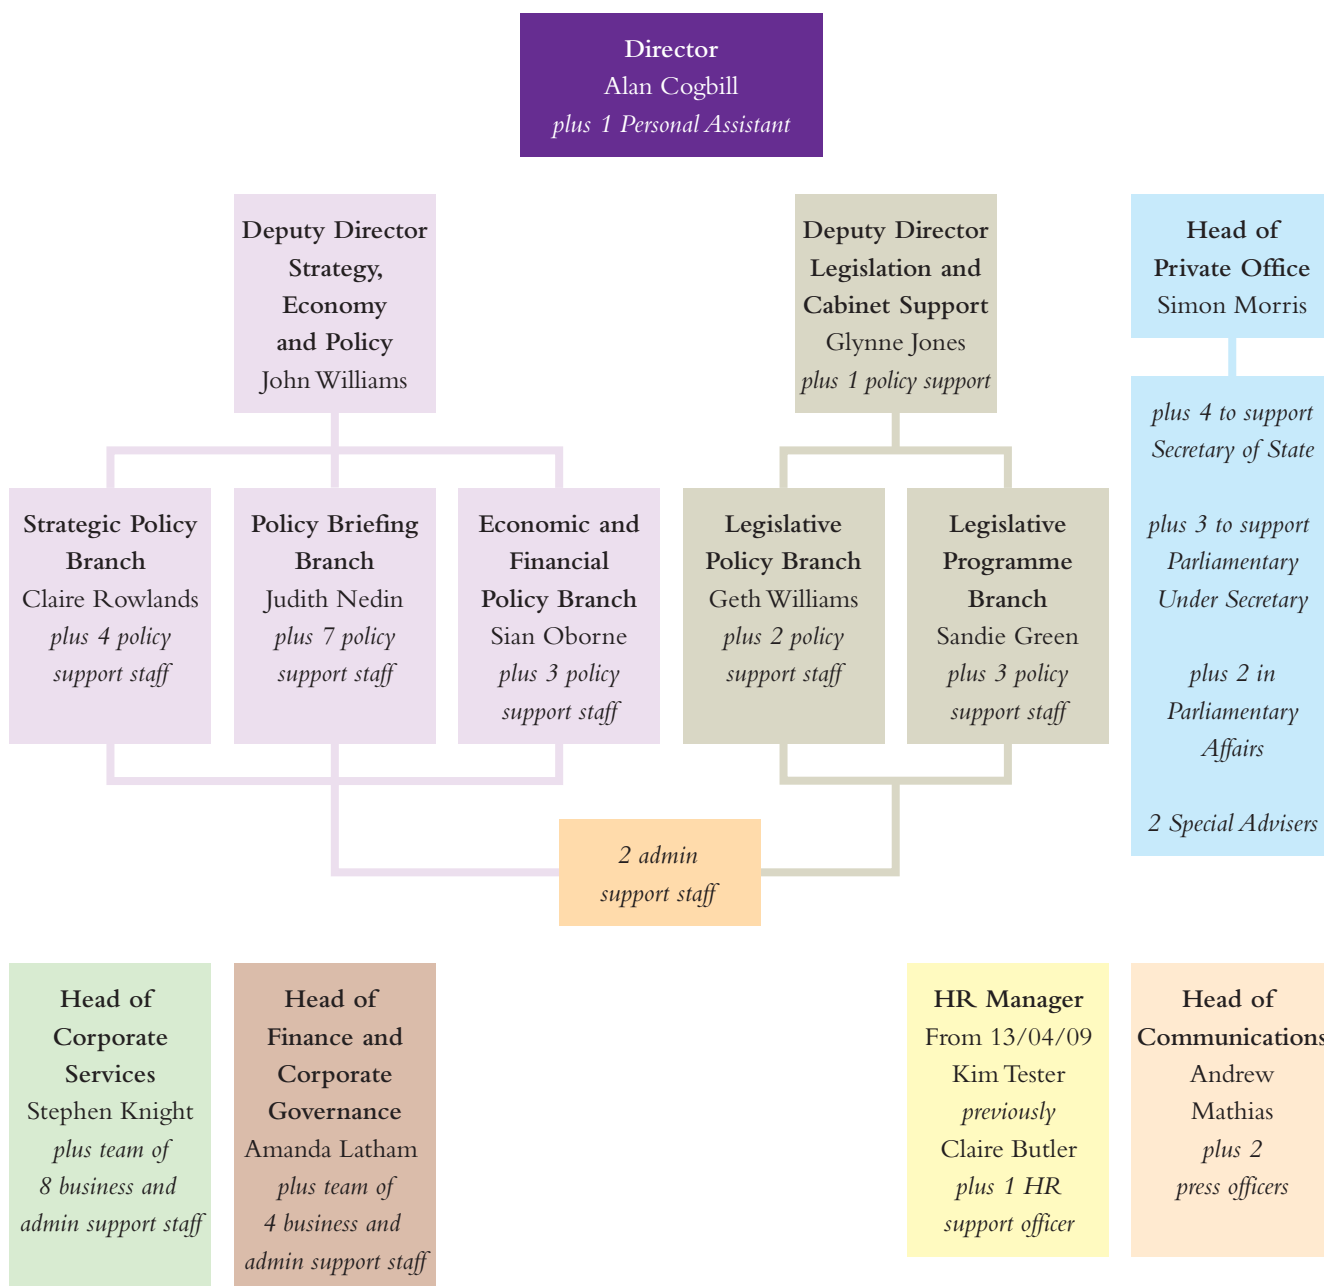 Director
Alan Cogbill
plus 1 Personal Assistant
Deputy Director
Strategy,
Economy
and Policy
John Williams
Deputy Director
Legislation and
Cabinet Support
Glynne Jones
plus 1 policy support
Head of
Private Office
Simon Morris
plus 4 to support
Secretary of State
plus 3 to support
Parliamentary
Under Secretary
plus 2 in
Parliamentary
Affairs
2 Special Advisers
Strategic Policy
Branch
Claire Rowlands
plus 4 policy
support staff
Policy Briefing
Branch
Judith Nedin
plus 7 policy
support staff
Economic and
Financial
Policy Branch
Sian Oborne
plus 3 policy
support staff
Legislative
Policy Branch
Geth Williams
plus 2 policy
support staff
Legislative
Programme
Branch
Sandie Green
plus 3 policy
support staff
2 admin
support staff
Head of
Corporate
Services
Stephen Knight
plus team of
8 business and
admin support staff
Head of
Finance and
Corporate
Governance
Amanda Latham
plus team of
4 business and
admin support staff
HR Manager
From 13/04/09
Kim Tester
previously
Claire Butler
plus 1 HR
support officer
Head of
Communications
Andrew
Mathias
plus 2
press officers